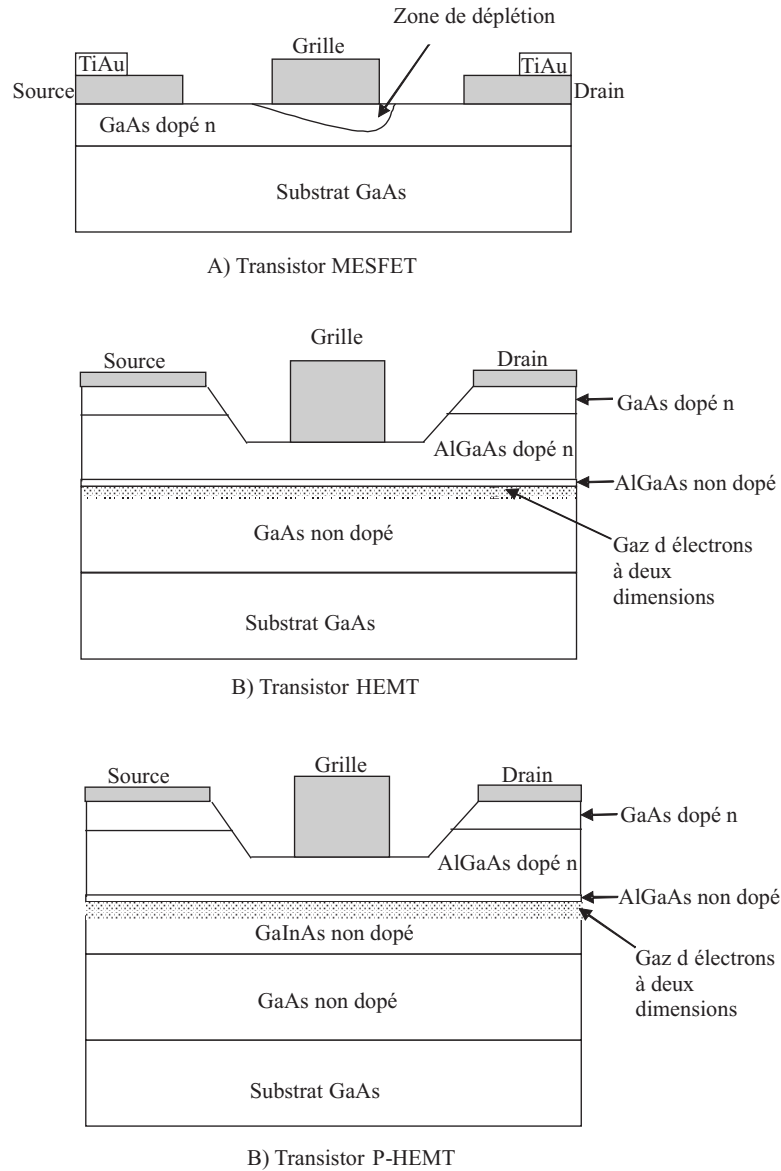 Zone de déplétion
Grille
TiAu
TiAu
Source
Drain
GaAs dopé n
Substrat GaAs
A) Transistor MESFET
Grille
Source
Drain
GaAs dopé n
AlGaAs dopé n
AlGaAs non dopé
GaAs non dopé
Gaz d électrons
à deux
dimensions
Substrat GaAs
B) Transistor HEMT
Grille
Source
Drain
GaAs dopé n
AlGaAs dopé n
AlGaAs non dopé
GaInAs non dopé
Gaz d électrons
à deux
dimensions
GaAs non dopé
Substrat GaAs
B) Transistor P-HEMT